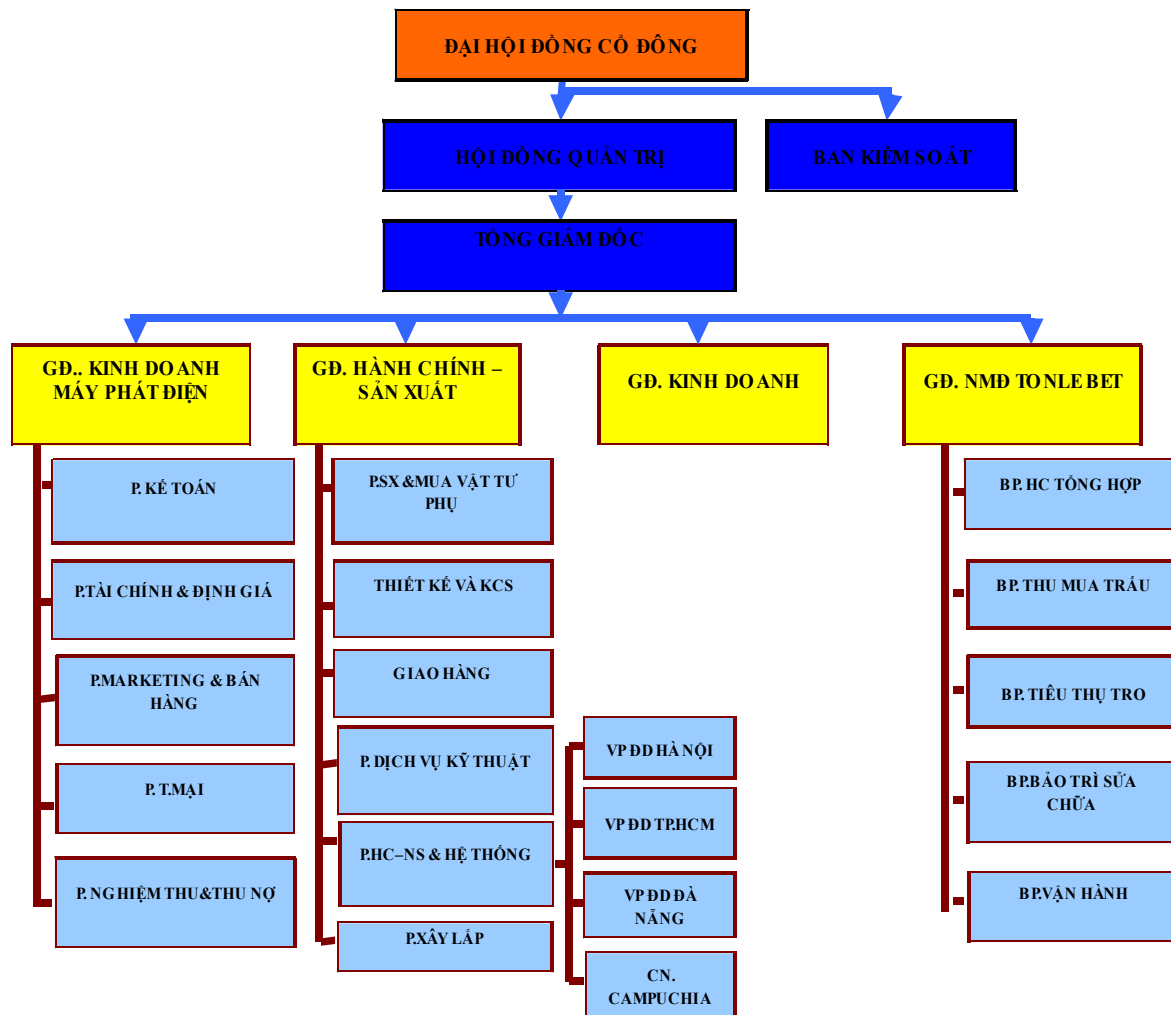 ĐẠI HỘI ĐỒNG CỔ ĐÔNG
HỘI ĐỒNG QUẢN TRỊ
BAN KIỂM SOÁT
TỔNG GIÁM ĐỐC
GĐ.. KINH DOANH
MÁY PHÁT ĐIỆN
GĐ. HÀNH CHÍNH –
SẢN XUẤT
GĐ. KINH DOANH
GĐ. NMĐ TONLE BET
P. KẾ TOÁN
P.TÀI CHÍNH & ĐỊNH GIÁ
P.MARKETING & BÁN
HÀNG
P. T.MẠI
P. NGHIỆM THU&THU NỢ
P.SX &MUA VẬT TƯ
PHỤ
THIẾT KẾ VÀ KCS
GIAO HÀNG
P. DỊCH VỤ KỸ THUẬT
P.HC–NS & HỆ THỐNG
P.XÂY LẮP
VP ĐD HÀ NỘI
VP ĐD TP.HCM
VP ĐD ĐÀ
NẴNG
CN.
CAMPUCHIA
BP. HC TỔNG HỢP
BP. THU MUA TRẤU
BP. TIÊU THỤ TRO
BP.BẢO TRÌ SỬA
CHỮA
BP.VẬN HÀNH